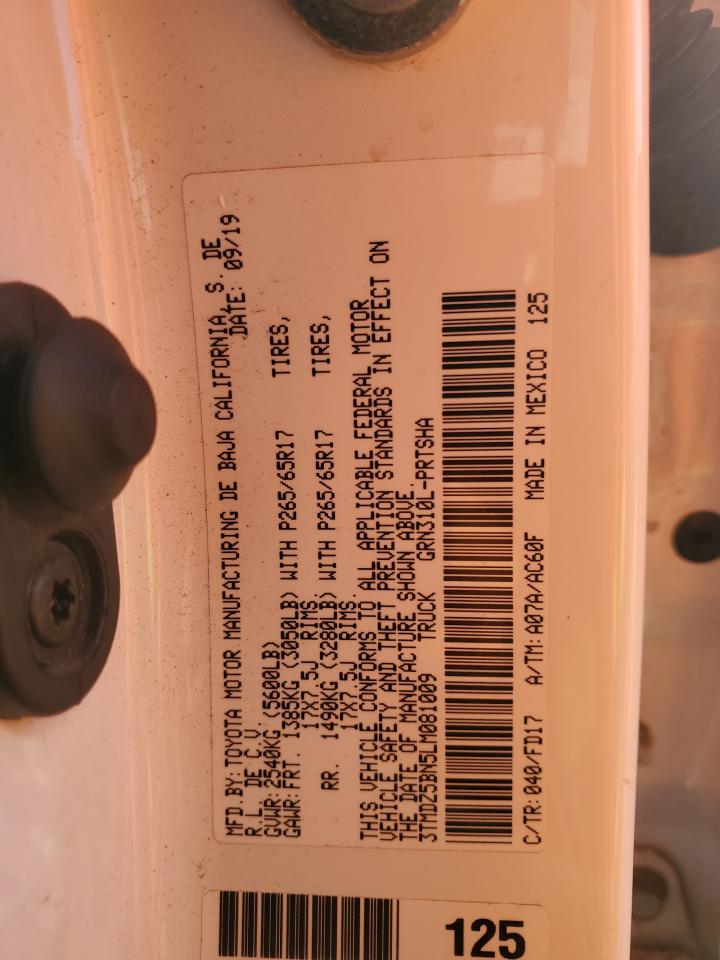 MFD.BY:TOYOTA MOTOR MANUFACTURING DE BAJA CALIFORNIA, S. DE
R.L. DE C.V. DATE: 09/19
GVWR:2540KG (5600LB)
GAWR:FRT. 1385KG (3050LB) WITH P265/65R17 TIRES,
17X7.5J RIMS.
RR. 1490KG (3280LB) WITH P265/65R17 TIRES,
17X7.5J RIMS.
THIS VEHICLE CONFORMS TO ALL APPLICABLE FEDERAL MOTOR
VEHICLE SAFETY AND THEFT PREVENTION STANDARDS IN EFFECT ON
THE DATE OF MANUFACTURE SHOWN ABOVE.
3TMDZ5BN5LM081009 TRUCK GRN310L-PRTSHA
C/TR:040/FD17 A/TM:A07A/AC60F MADE IN MEXICO 125
125